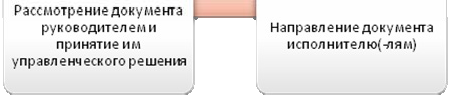 Рассмотрение документа
руководителем и
принятие им
управленческого решения
Направление документа
исполнителю(-лям)